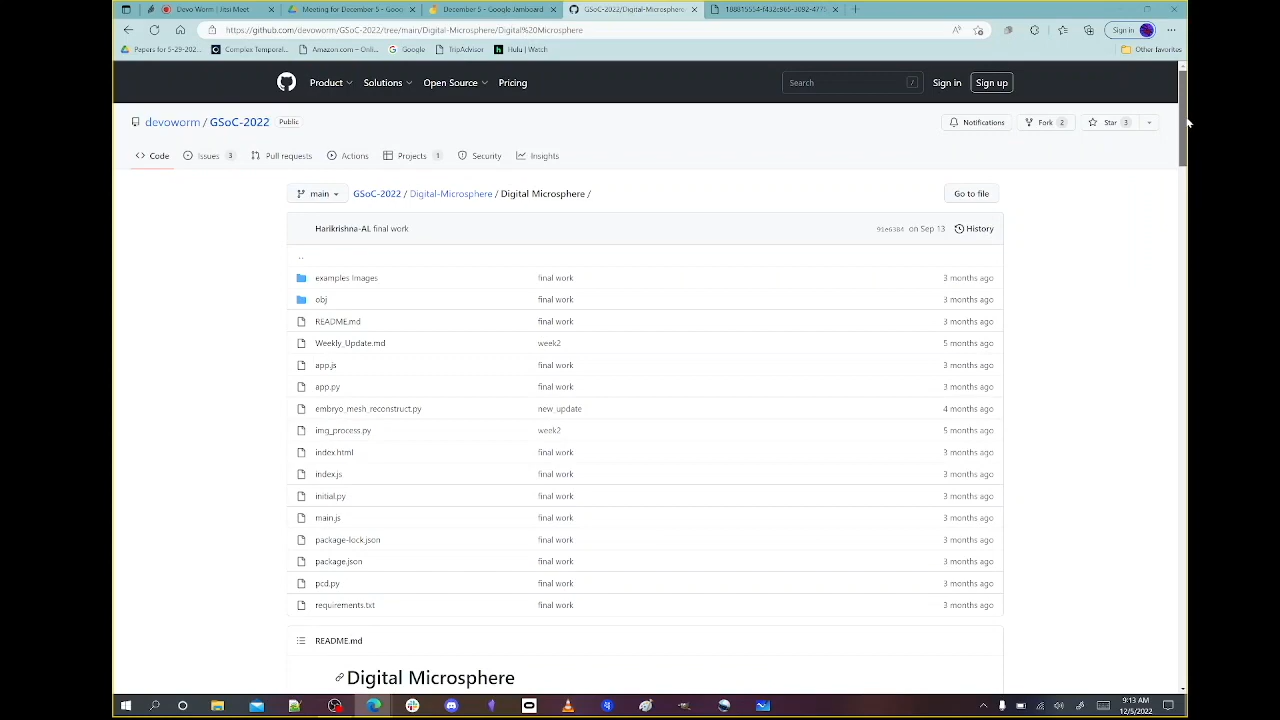 Devo Worm | Jitsi Meet
Meeting for December 5 - Goog
December 5 - Google Jamboard
GSoC-2022/Digital-Microsphere
https://github.com/devoworm/GSoC-2022/tree/main/Digital-Microsphere/Digital%20Microsphere
Sign in
Papers for 5-29-202...
Complex Temporal...
Amazon.com – Onli...
Google
TripAdvisor
Hulu | Watch
Other favorites
Product
Solutions
Open Source
Pricing
Search
/
Sign in
Sign up
devoworm / GSoC-2022
Public
Notifications
Fork 2
Star 3
Code
Issues 3
Pull requests
Actions
Projects 1
Security
Insights
main
GSoC-2022 / Digital-Microsphere / Digital Microsphere /
Go to file
Harikrishna-AL final work
on Sep 13
History
..
examples Images final work 3 months ago
obj final work 3 months ago
README.md final work 3 months ago
Weekly_Update.md week2 5 months ago
app.js final work 3 months ago
app.py final work 3 months ago
embryo_mesh_reconstruct.py new_update 4 months ago
img_process.py week2 5 months ago
index.html final work 3 months ago
index.js final work 3 months ago
initial.py final work 3 months ago
main.js final work 3 months ago
package-lock.json final work 3 months ago
package.json final work 3 months ago
pcd.py final work 3 months ago
requirements.txt final work 3 months ago
README.md
Digital Microsphere
9:13 AM
12/5/2022